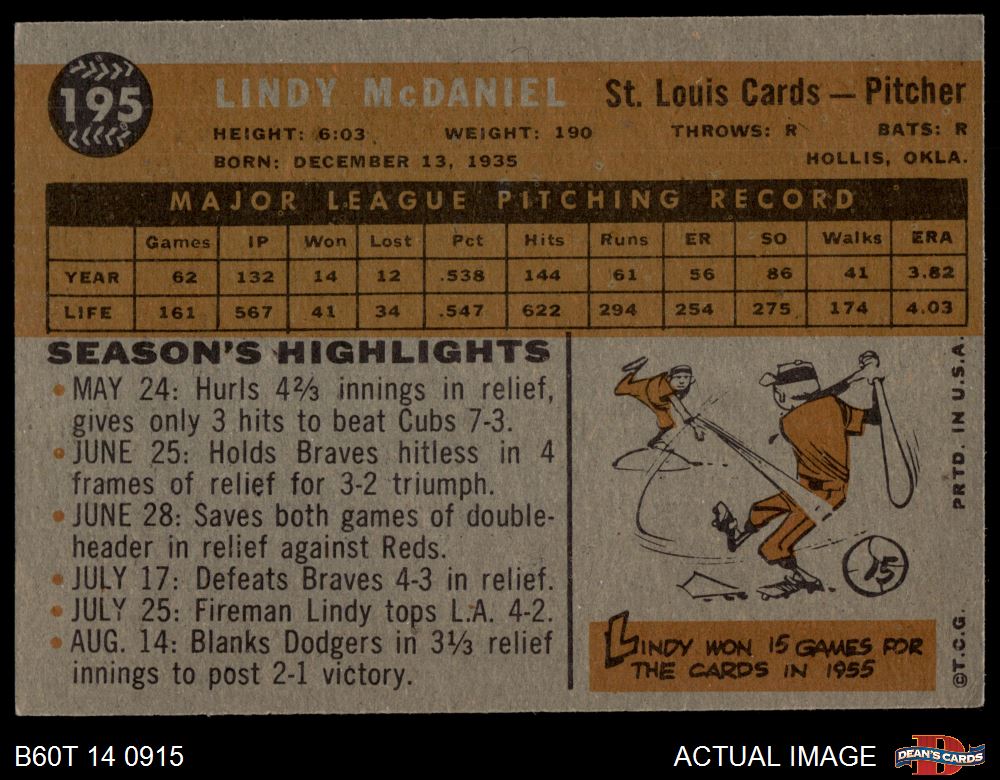 195
LINDY McDANIEL St. Louis Cards — Pitcher
HEIGHT: 6:03 WEIGHT: 190 THROWS: R BATS: R
BORN: DECEMBER 13, 1935 HOLLIS, OKLA.
MAJOR LEAGUE PITCHING RECORD
Games IP Won Lost Pct Hits Runs ER SO Walks ERA
YEAR 62 132 14 12 .538 144 61 56 86 41 3.82
LIFE 161 567 41 34 .547 622 294 254 275 174 4.03
SEASON'S HIGHLIGHTS
• MAY 24: Hurls 4⅔ innings in relief,
gives only 3 hits to beat Cubs 7-3.
• JUNE 25: Holds Braves hitless in 4
frames of relief for 3-2 triumph.
• JUNE 28: Saves both games of double-
header in relief against Reds.
• JULY 17: Defeats Braves 4-3 in relief.
• JULY 25: Fireman Lindy tops L.A. 4-2.
• AUG. 14: Blanks Dodgers in 3⅓ relief
innings to post 2-1 victory.
15
LINDY WON 15 GAMES FOR
THE CARDS IN 1955
©T.C.G. PRTD. IN U.S.A.
B60T 14 0915
ACTUAL IMAGE
D
DEAN'S CARDS